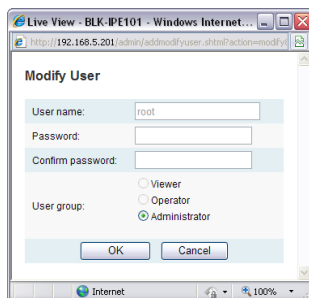 Live View - BLK-IPE101 - Windows Internet...
http://192.168.5.201/admin/addmodifyuser.shtml?action=modify
Modify User
User name: root
Password:
Confirm password:
User group:
Viewer
Operator
Administrator
OK Cancel
Internet 100%